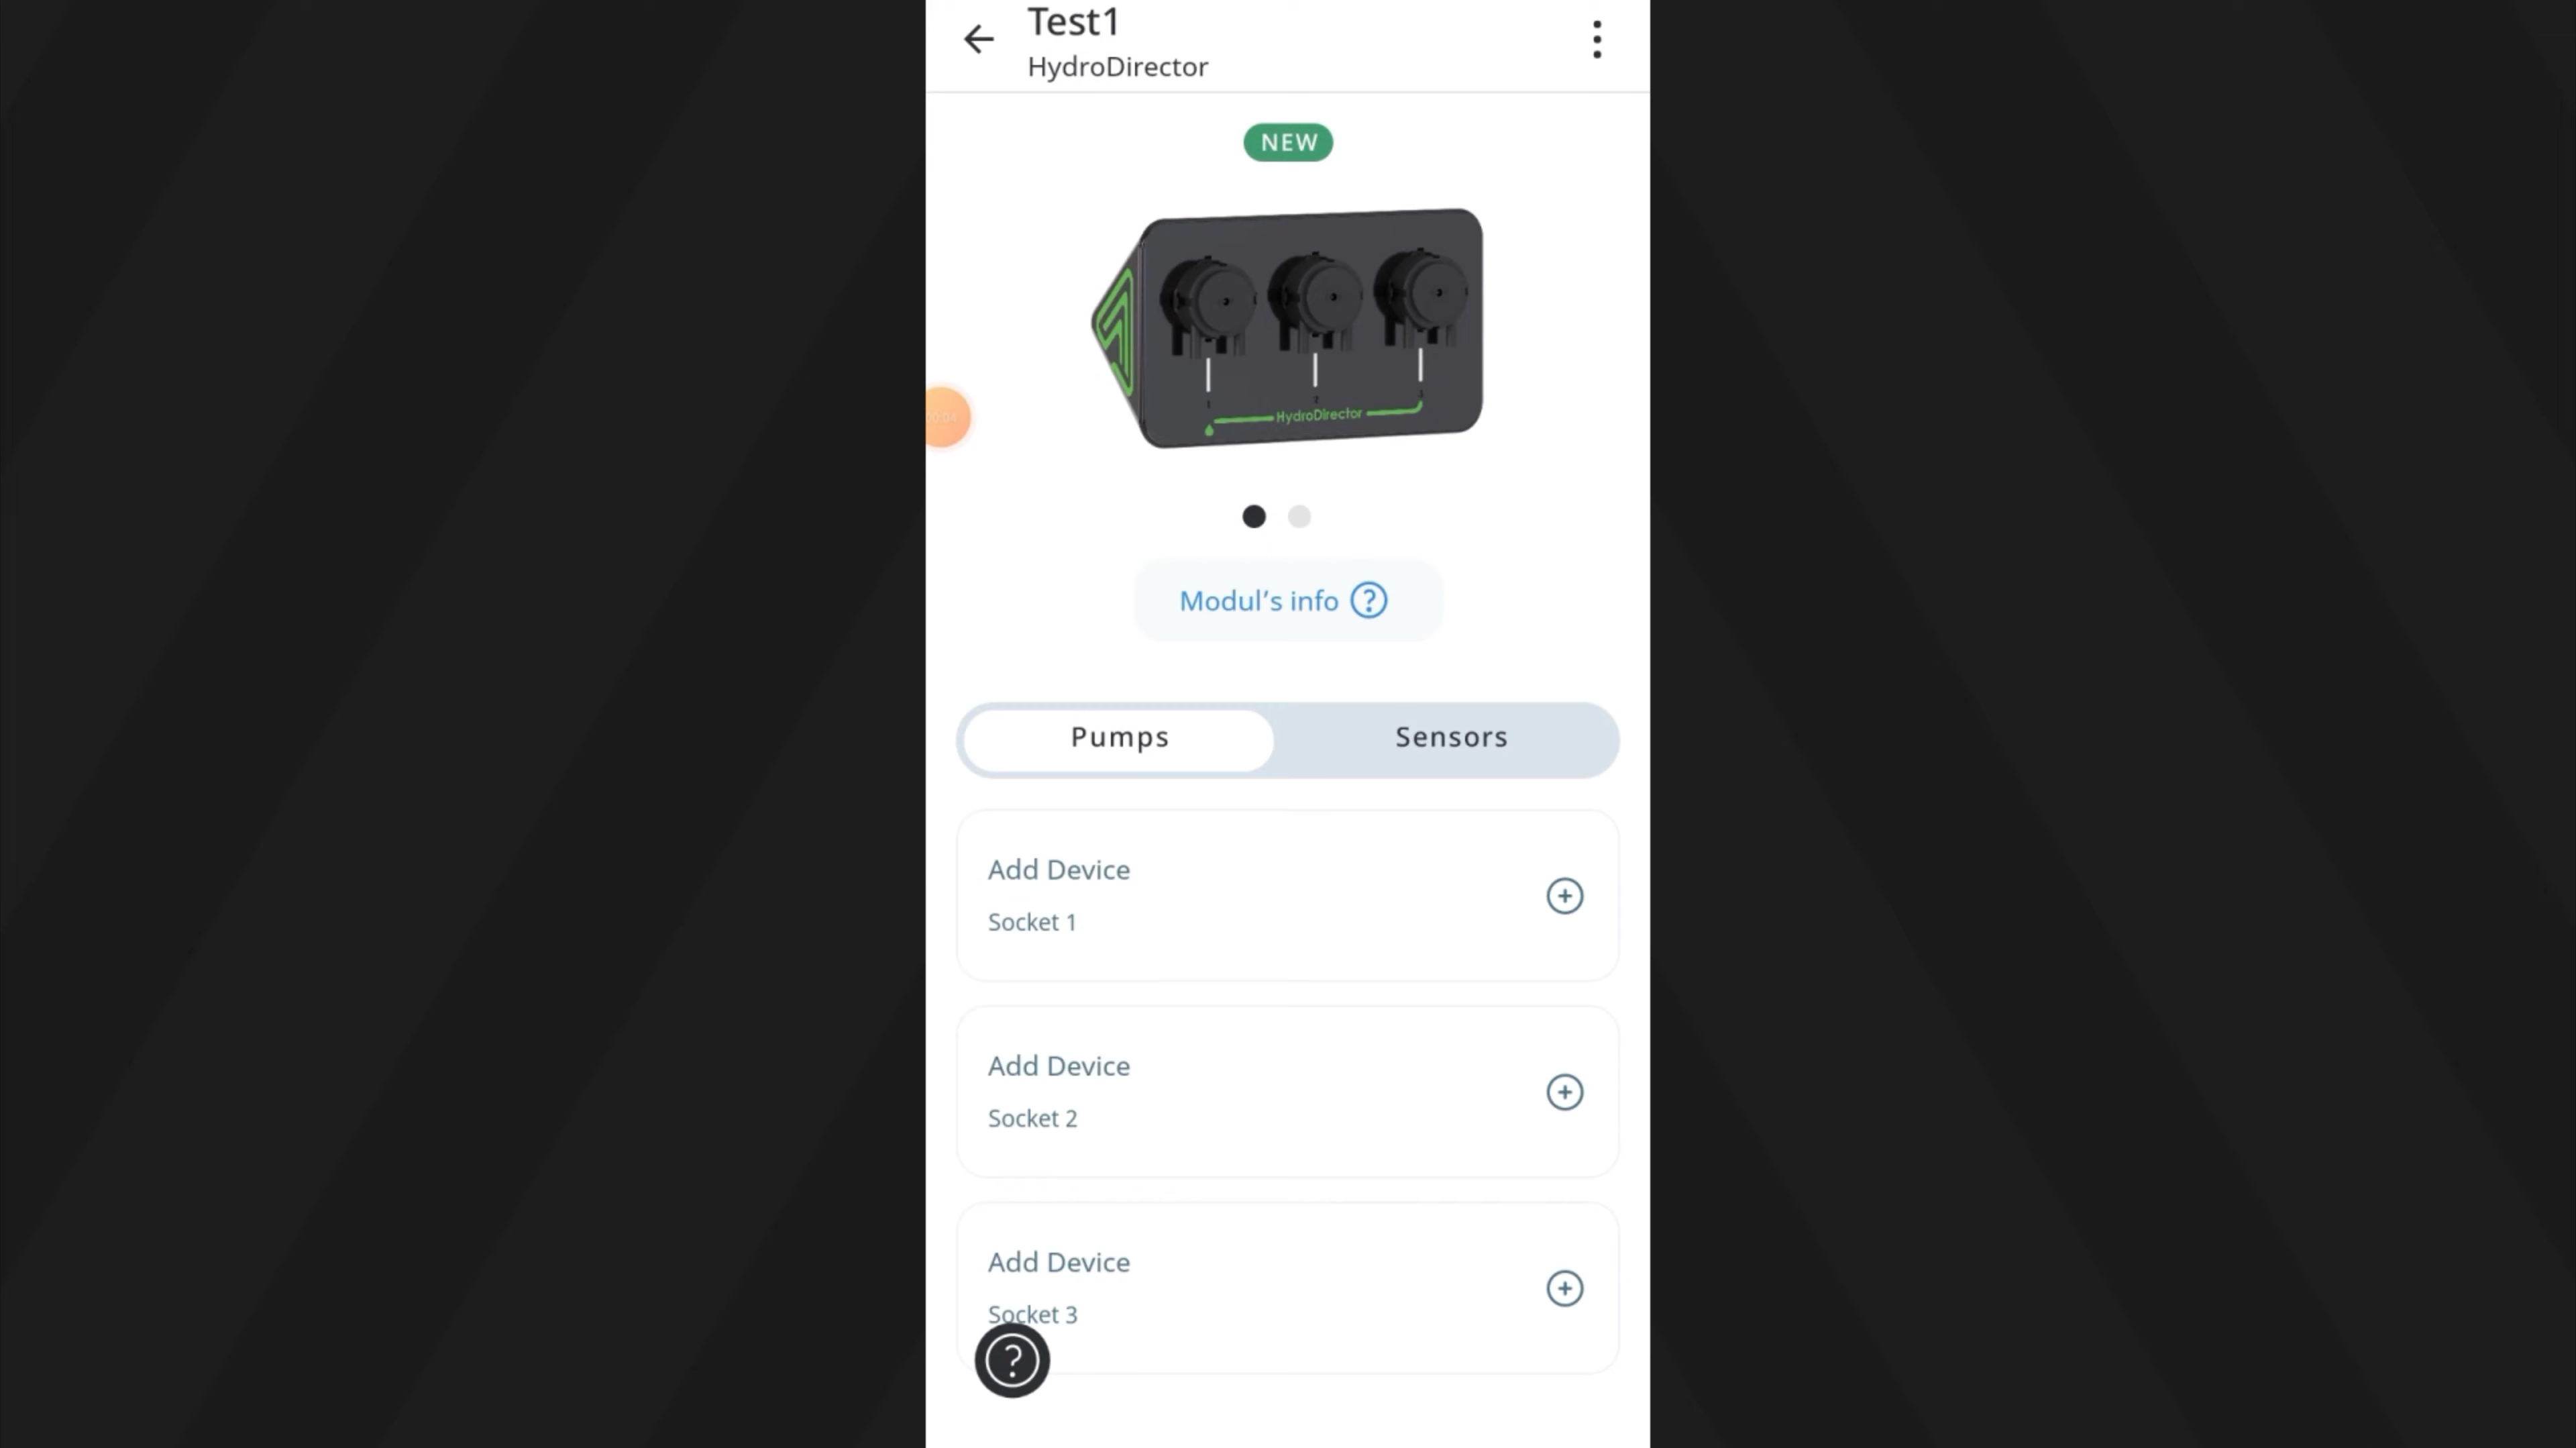 Test1
HydroDirector
NEW
HydroDirector
Modul’s info ?
Pumps
Sensors
Add Device
Socket 1
Add Device
Socket 2
Add Device
Socket 3
?